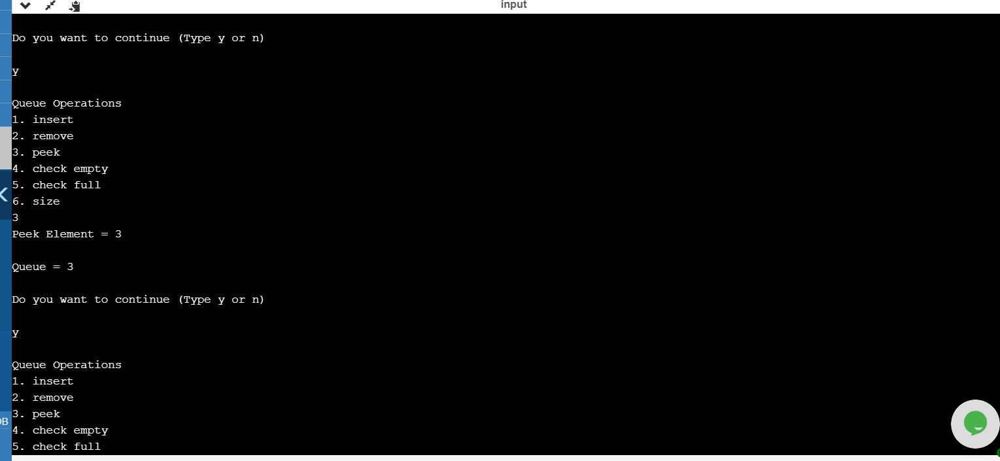 input
Do you want to continue (Type y or n)
y
Queue Operations
1. insert
2. remove
3. peek
4. check empty
5. check full
6. size
3
Peek Element = 3
Queue = 3
Do you want to continue (Type y or n)
y
Queue Operations
1. insert
2. remove
3. peek
DB
4. check empty
5. check full